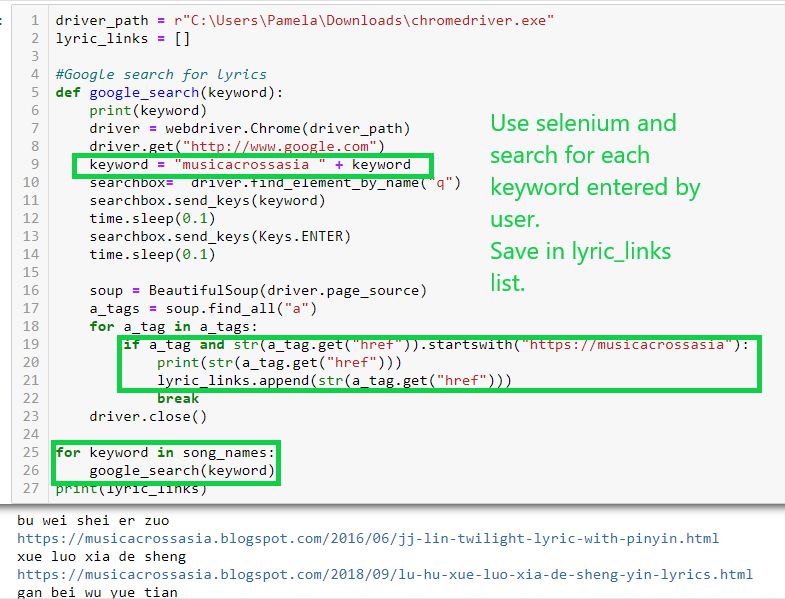 1 driver_path = r"C:\Users\Pamela\Downloads\chromedriver.exe"
2 lyric_links = []
3
4 #Google search for lyrics
5 def google_search(keyword):
6     print(keyword)
7     driver = webdriver.Chrome(driver_path)
8     driver.get("http://www.google.com")
9     keyword = "musicacrossasia " + keyword
10     searchbox=  driver.find_element_by_name("q")
11     searchbox.send_keys(keyword)
12     time.sleep(0.1)
13     searchbox.send_keys(Keys.ENTER)
14     time.sleep(0.1)
15
16     soup = BeautifulSoup(driver.page_source)
17     a_tags = soup.find_all("a")
18     for a_tag in a_tags:
19         if a_tag and str(a_tag.get("href")).startswith("https://musicacrossasia"):
20             print(str(a_tag.get("href")))
21             lyric_links.append(str(a_tag.get("href")))
22             break
23     driver.close()
24
25 for keyword in song_names:
26     google_search(keyword)
27 print(lyric_links)
Use selenium and
search for each
keyword entered by
user.
Save in lyric_links
list.
bu wei shei er zuo
https://musicacrossasia.blogspot.com/2016/06/jj-lin-twilight-lyric-with-pinyin.html
xue luo xia de sheng
https://musicacrossasia.blogspot.com/2018/09/lu-hu-xue-luo-xia-de-sheng-yin-lyrics.html
gan bei wu yue tian